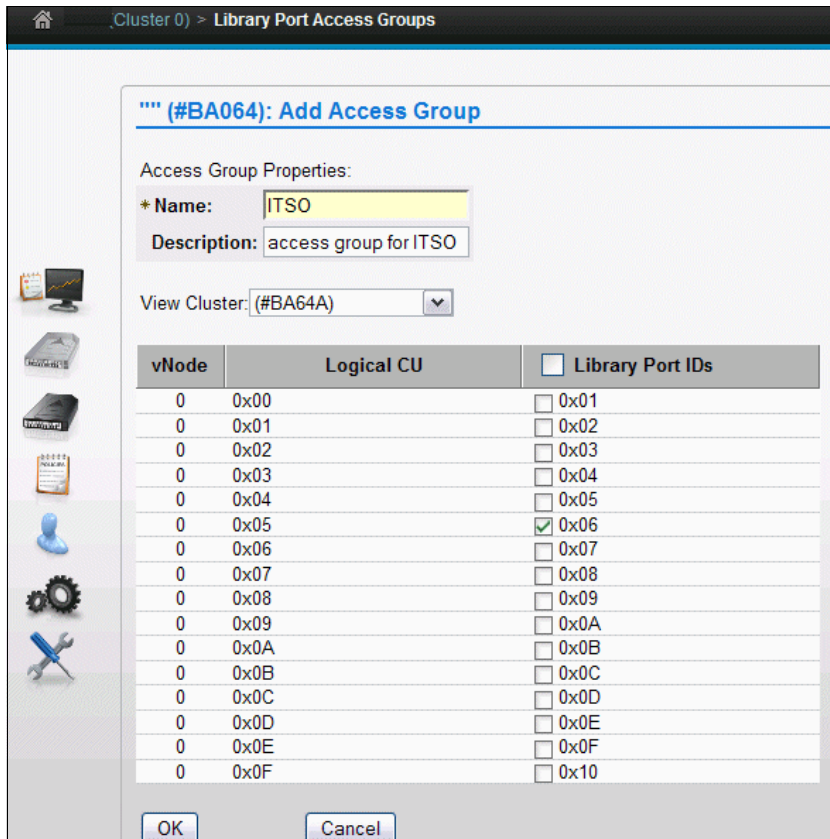 Cluster 0) > Library Port Access Groups
"" (#BA064): Add Access Group
Access Group Properties:
*Name: ITSO
Description: access group for ITSO
View Cluster: (#BA64A)
vNode Logical CU Library Port IDs
0 0x00 0x01
0 0x01 0x02
0 0x02 0x03
0 0x03 0x04
0 0x04 0x05
0 0x05 0x06
0 0x06 0x07
0 0x07 0x08
0 0x08 0x09
0 0x09 0x0A
0 0x0A 0x0B
0 0x0B 0x0C
0 0x0C 0x0D
0 0x0D 0x0E
0 0x0E 0x0F
0 0x0F 0x10
OK Cancel